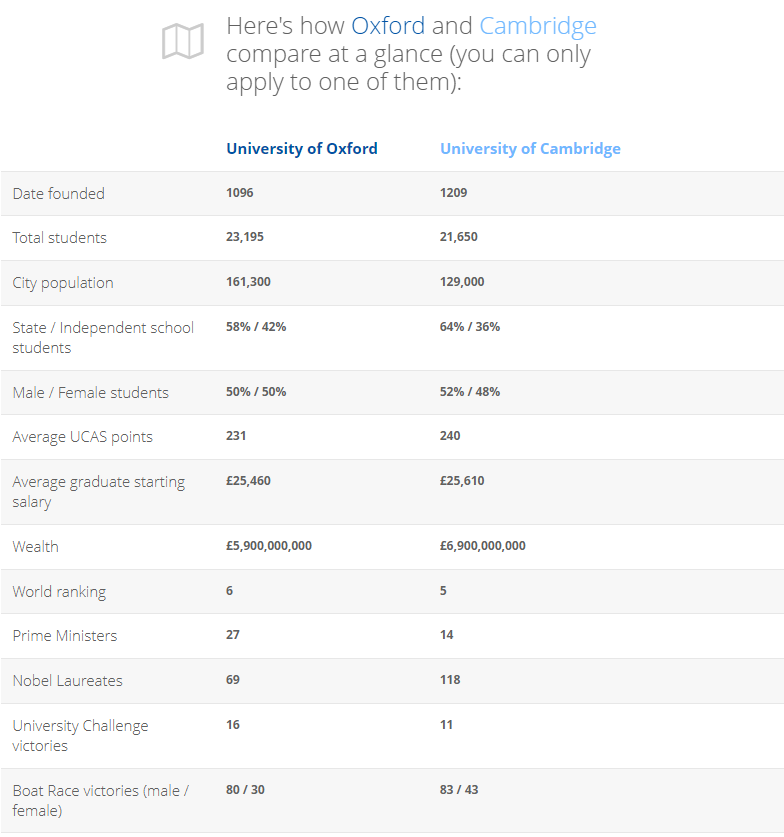 Here's how Oxford and Cambridge
compare at a glance (you can only
apply to one of them):
University of Oxford University of Cambridge
Date founded 1096 1209
Total students 23,195 21,650
City population 161,300 129,000
State / Independent school 58% / 42% 64% / 36%
students
Male / Female students 50% / 50% 52% / 48%
Average UCAS points 231 240
Average graduate starting £25,460 £25,610
salary
Wealth £5,900,000,000 £6,900,000,000
World ranking 6 5
Prime Ministers 27 14
Nobel Laureates 69 118
University Challenge 16 11
victories
Boat Race victories (male / 80 / 30 83 / 43
female)